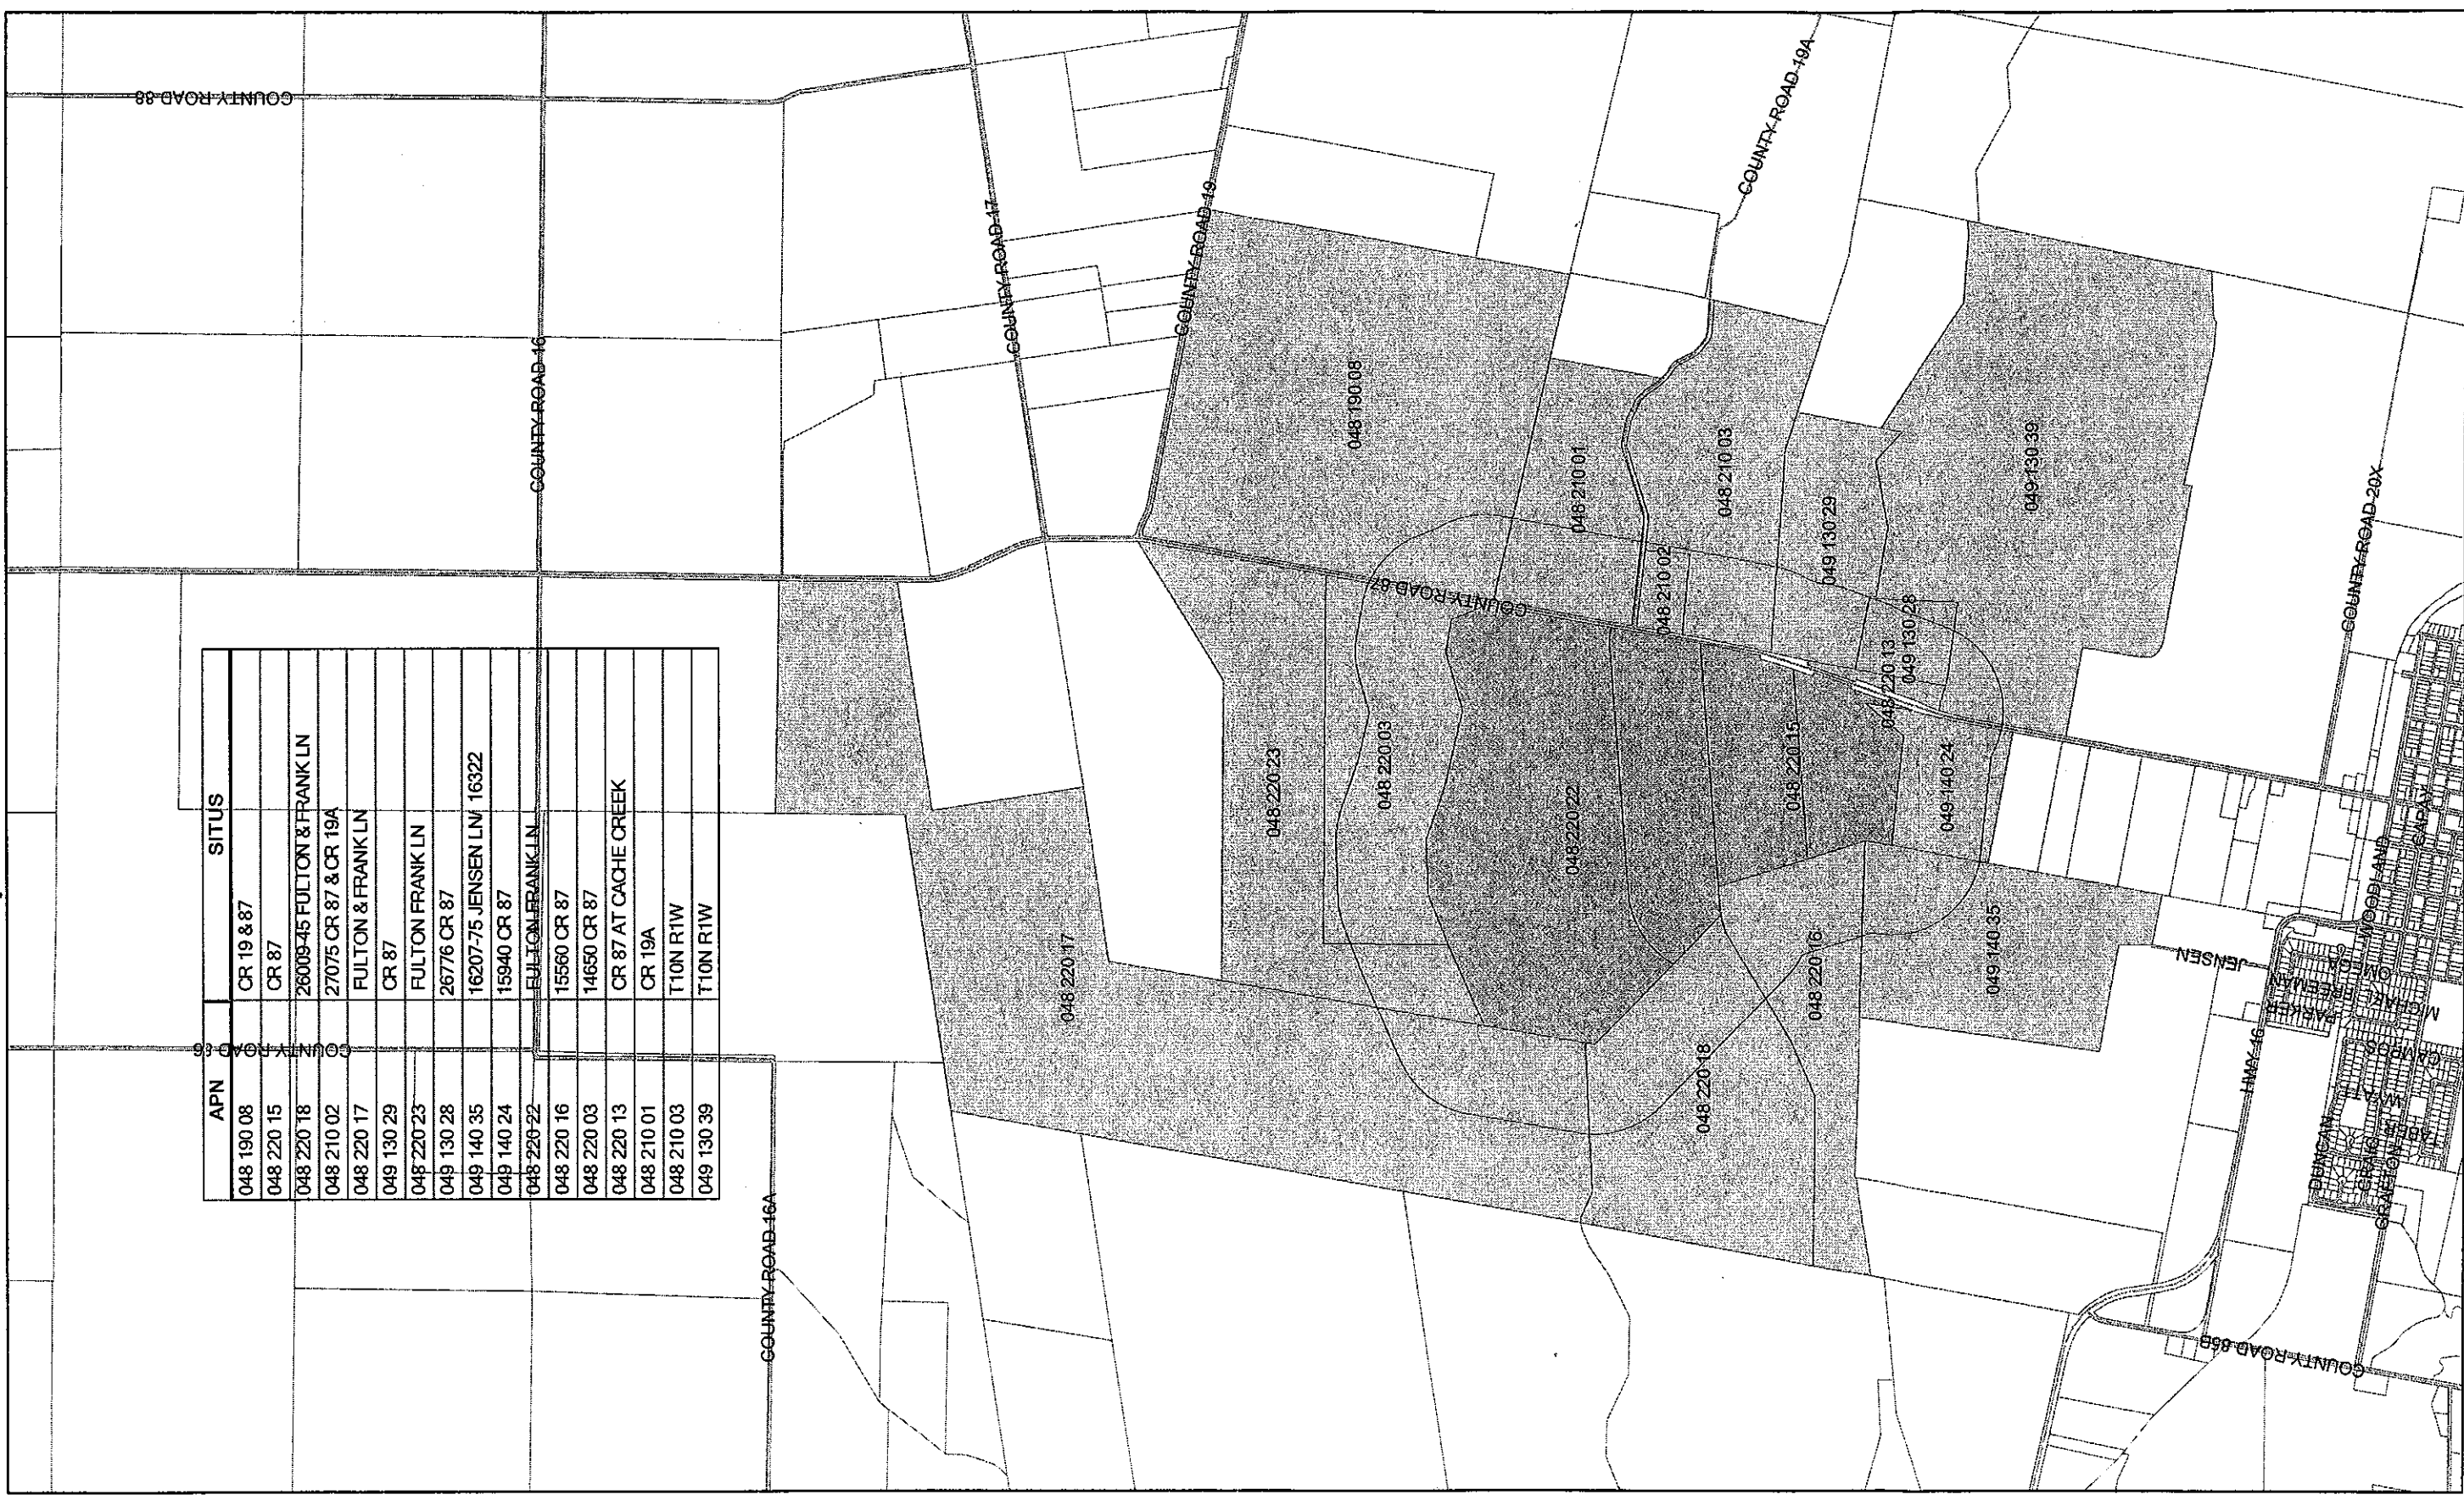 APN SITUS
048 190 08 CR 19 & 87
048 220 15 CR 87
048 220 18 26009-45 FULTON & FRANK LN
048 210 02 27075 CR 87 & CR 19A
048 220 17 FULTON & FRANK LN
049 130 29 CR 87
048 220 23 FULTON FRANK LN
049 130 28 26776 CR 87
049 140 35 16207-75 JENSEN LN/ 16322
049 140 24 15940 CR 87
048 220 22 FULTON FRANK LN
048 220 16 15560 CR 87
048 220 03 14650 CR 87
048 220 13 CR 87 AT CACHE CREEK
048 210 01 CR 19A
048 210 03 T10N R1W
049 130 39 T10N R1W
COUNTY ROAD 88
COUNTY ROAD 86
COUNTY ROAD 16
COUNTY ROAD 16A
COUNTY ROAD 17
COUNTY ROAD 19
COUNTY ROAD 19A
COUNTY ROAD 87
048 220 17
048 220 23
048 190 08
048 220 03
048 220 22
048 210 01
048 210 02
048 210 03
048 220 18
048 220 16
048 220 15
049 130 29
048 220 13
049 130 28
049 140 24
049 140 35
049 130 39
COUNTY ROAD 20X
JENSEN
HWY 16
COUNTY ROAD 85B
DUNCAN
CRAIG
GRAFTON
WYATT
CAMPOS
PARKER
FREEMAN
MICHAEL
OMEGA
WOODLAND
CAPAY